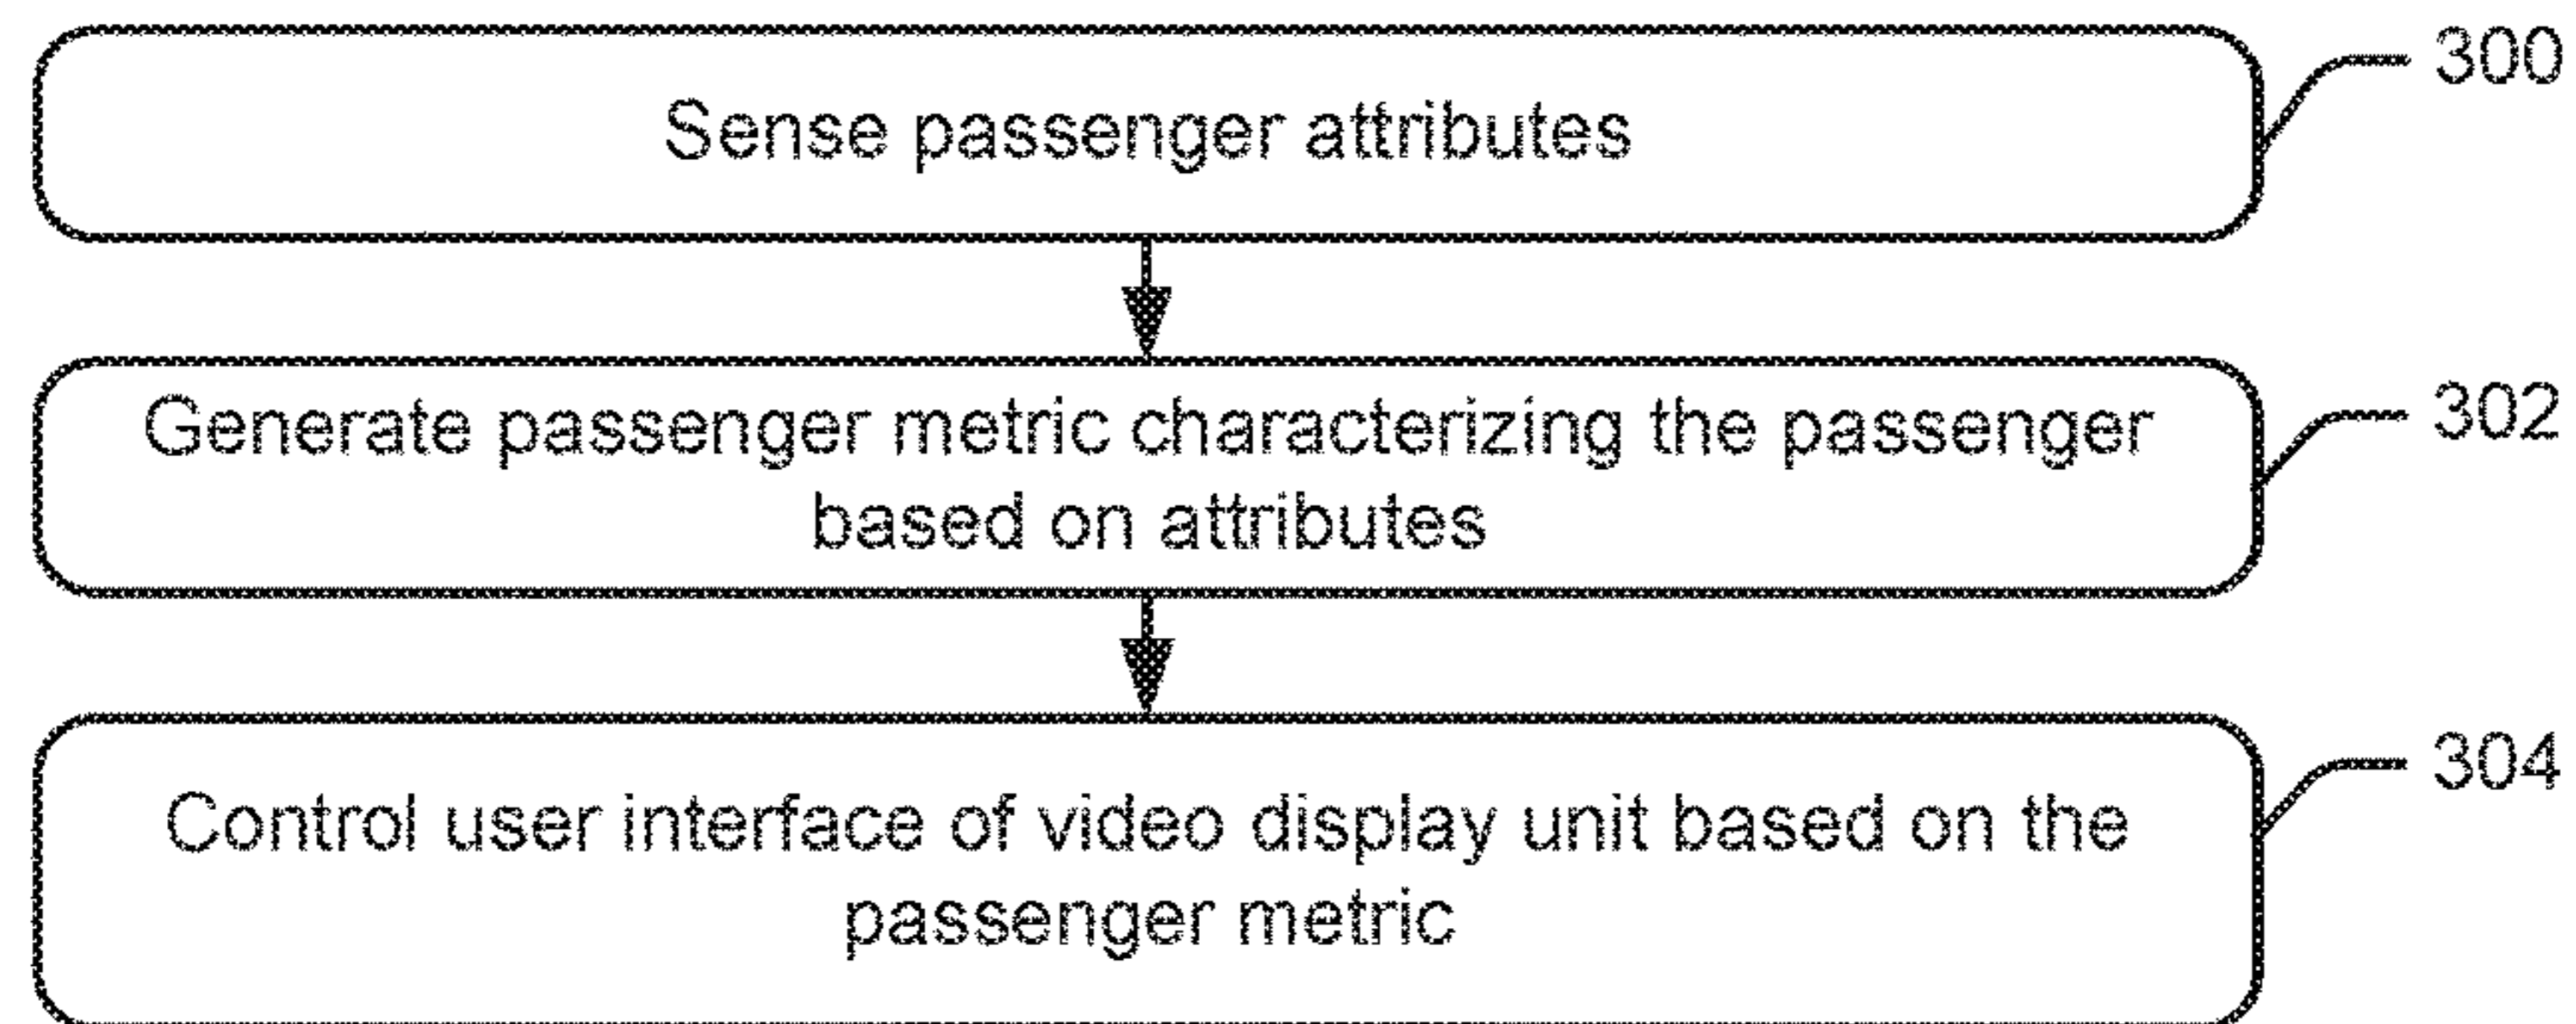 Sense passenger attributes
300
Generate passenger metric characterizing the passenger
based on attributes
302
Control user interface of video display unit based on the
passenger metric
304